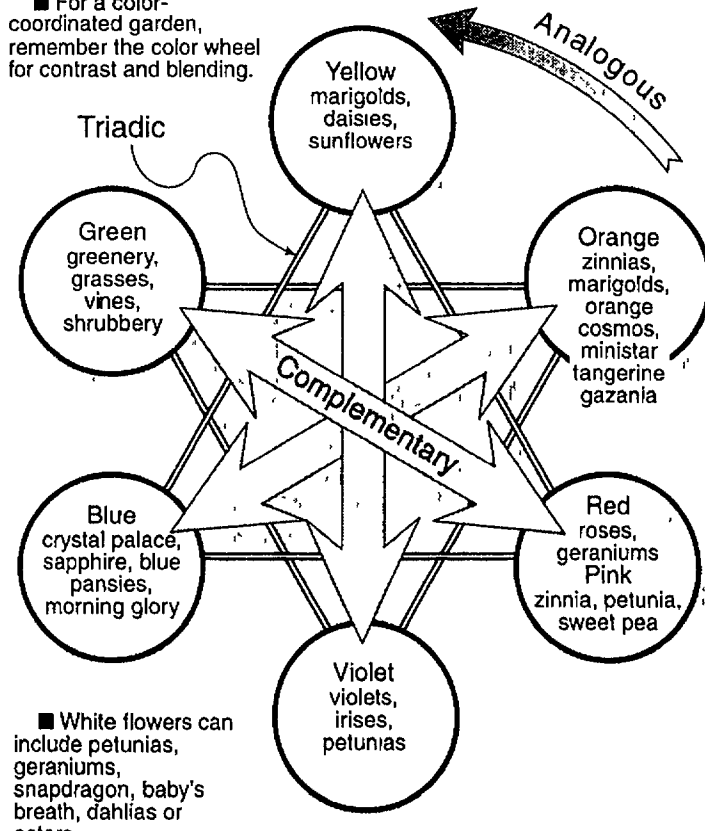 ■ For a color-
coordinated garden,
remember the color wheel
for contrast and blending.
Analogous
Triadic
Yellow
marigolds,
daisies,
sunflowers
Green
greenery,
grasses,
vines,
shrubbery
Orange
zinnias,
marigolds,
orange
cosmos,
ministar
tangerine
gazania
Complementary
Blue
crystal palace,
sapphire, blue
pansies,
morning glory
Red
roses,
geraniums
Pink
zinnia, petunia,
sweet pea
Violet
violets,
irises,
petunias
■ White flowers can
include petunias,
geraniums,
snapdragon, baby's
breath, dahlias or